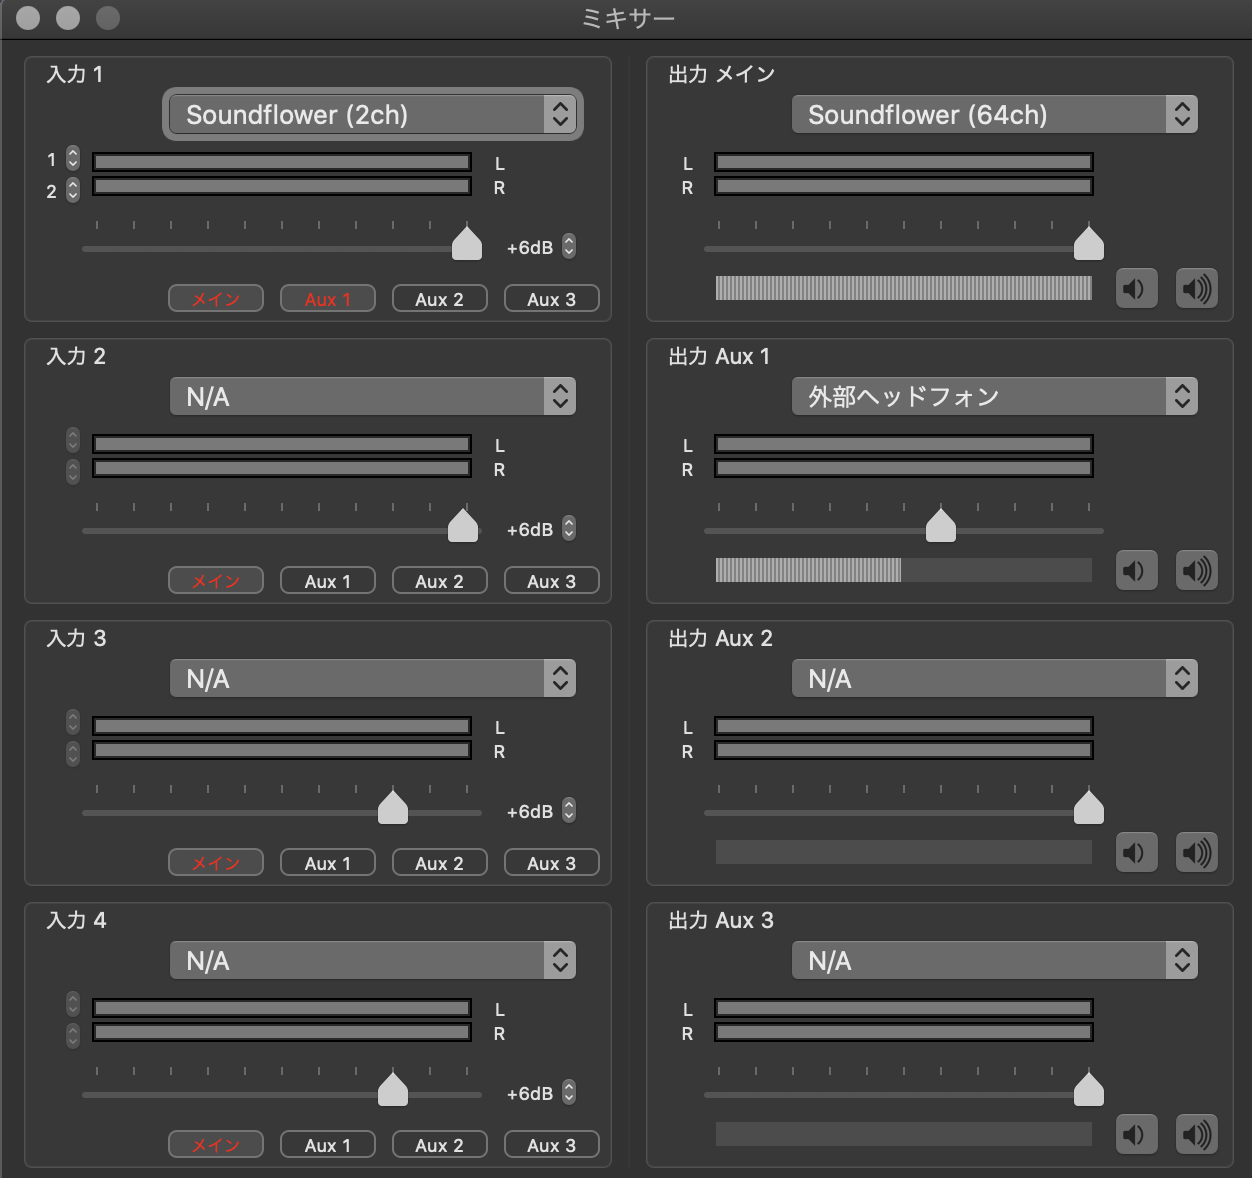 ミキサー
入力 1
Soundflower (2ch)
1
L
2
R
+6dB
メイン Aux 1 Aux 2 Aux 3
出力 メイン
Soundflower (64ch)
L
R
入力 2
N/A
L
R
+6dB
メイン Aux 1 Aux 2 Aux 3
出力 Aux 1
外部ヘッドフォン
L
R
入力 3
N/A
L
R
+6dB
メイン Aux 1 Aux 2 Aux 3
出力 Aux 2
N/A
L
R
入力 4
N/A
L
R
+6dB
メイン Aux 1 Aux 2 Aux 3
出力 Aux 3
N/A
L
R